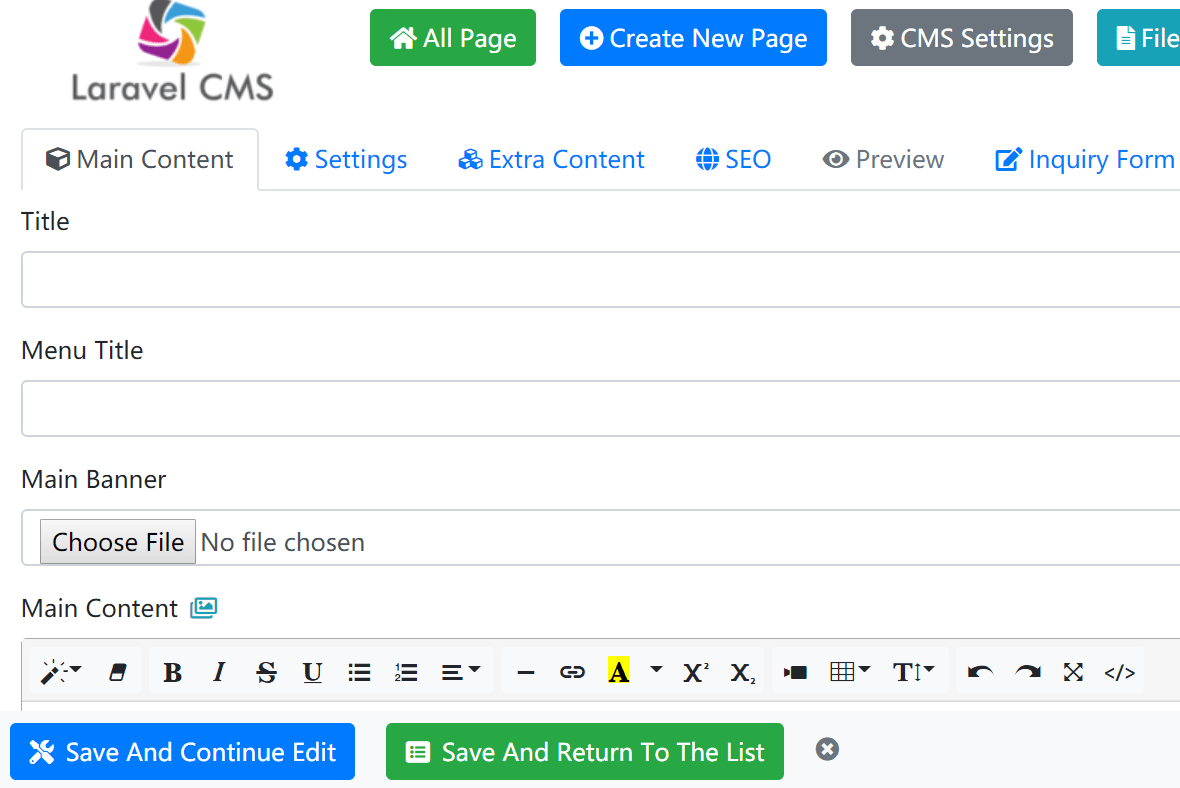 Laravel CMS
All Page Create New Page CMS Settings File
Main Content Settings Extra Content SEO Preview Inquiry Form
Title
Menu Title
Main Banner
Choose File No file chosen
Main Content
B I S U A X² X₂ T </>
Save And Continue Edit Save And Return To The List